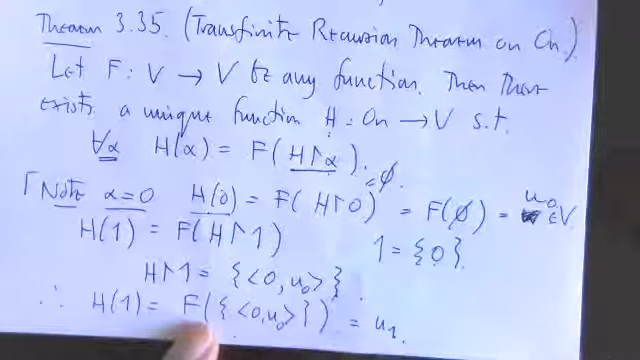 Theorem 3.35. (Transfinite Recursion Theorem on On.)
Let F : V → V be any function. Then there
exists a unique function H : On → V s.t.
∀α H(α) = F(H↾α).
⌈Note α=0 H(0) = F(H↾0) = F(∅) = u₀ ∈ V
=∅.
H(1) = F(H↾1) 1 = {0}.
H↾1 = {<0, u₀>}.
∴ H(1) = F({<0,u₀>}) = u₁.